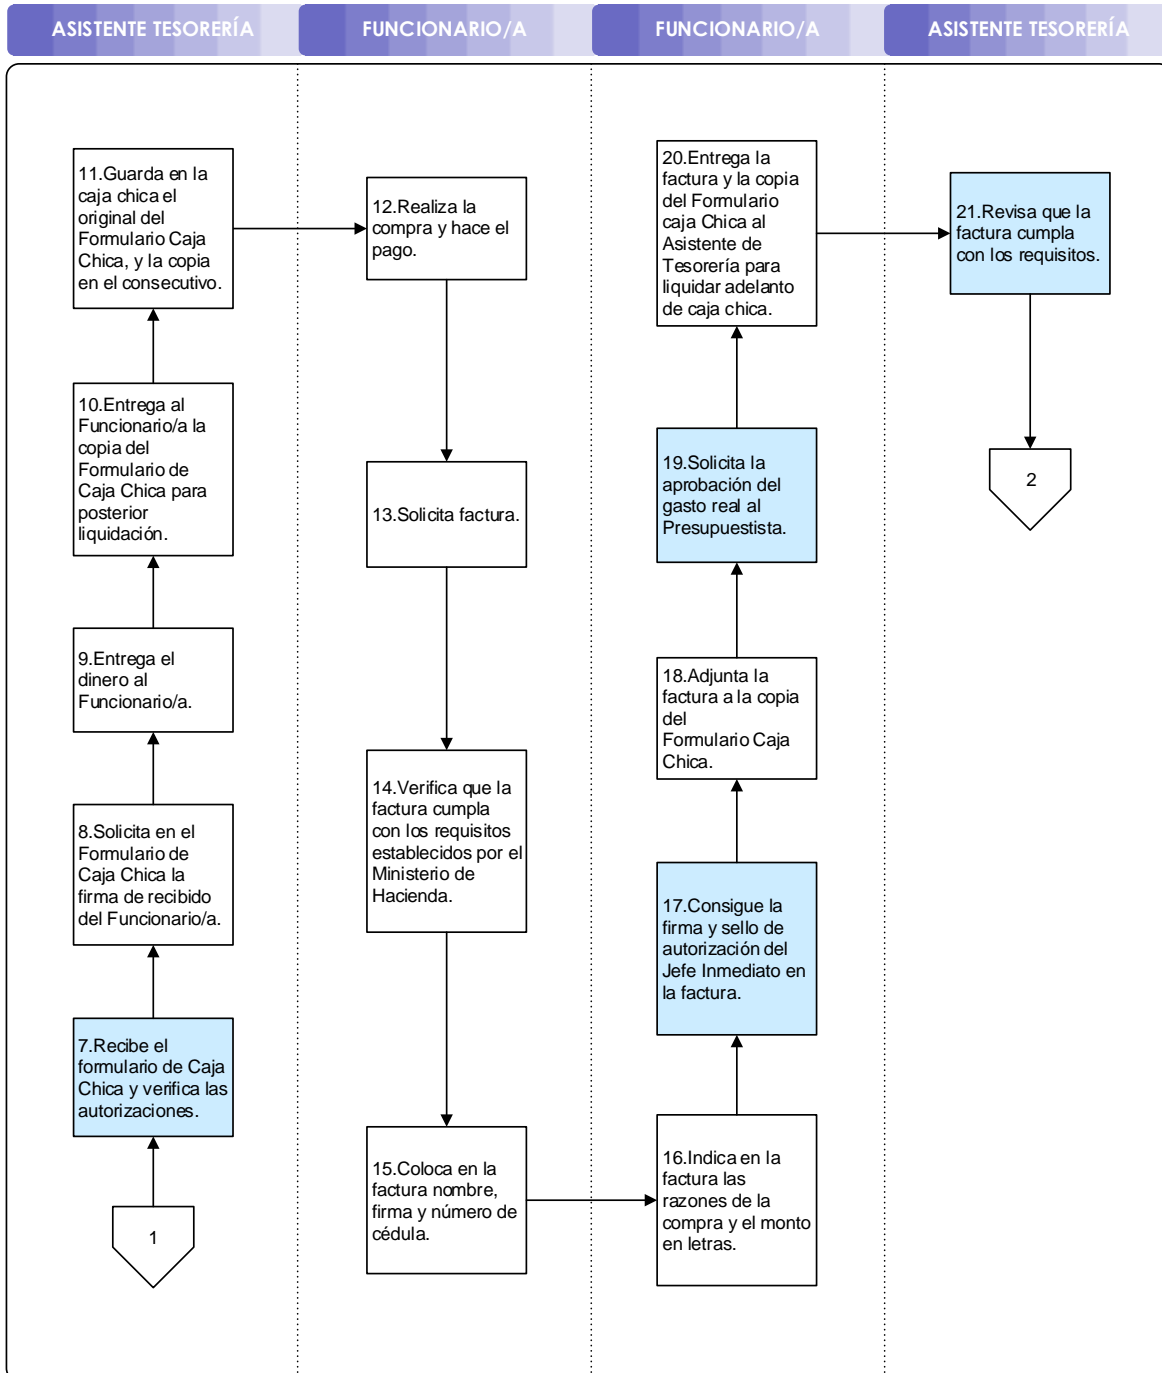 ASISTENTE TESORERÍA
FUNCIONARIO/A
FUNCIONARIO/A
ASISTENTE TESORERÍA
11.Guarda en la
caja chica el
original del
Formulario Caja
Chica, y la copia
en el consecutivo.
10.Entrega al
Funcionario/a la
copia del
Formulario de
Caja Chica para
posterior
liquidación.
9.Entrega el
dinero al
Funcionario/a.
8.Solicita en el
Formulario de
Caja Chica la
firma de recibido
del Funcionario/a.
7.Recibe el
formulario de Caja
Chica y verifica las
autorizaciones.
1
12.Realiza la
compra y hace el
pago.
13.Solicita factura.
14.Verifica que la
factura cumpla
con los requisitos
establecidos por el
Ministerio de
Hacienda.
15.Coloca en la
factura nombre,
firma y número de
cédula.
20.Entrega la
factura y la copia
del Formulario
caja Chica al
Asistente de
Tesorería para
liquidar adelanto
de caja chica.
19.Solicita la
aprobación del
gasto real al
Presupuestista.
18.Adjunta la
factura a la copia
del
Formulario Caja
Chica.
17.Consigue la
firma y sello de
autorización del
Jefe Inmediato en
la factura.
16.Indica en la
factura las
razones de la
compra y el monto
en letras.
21.Revisa que la
factura cumpla
con los requisitos.
2